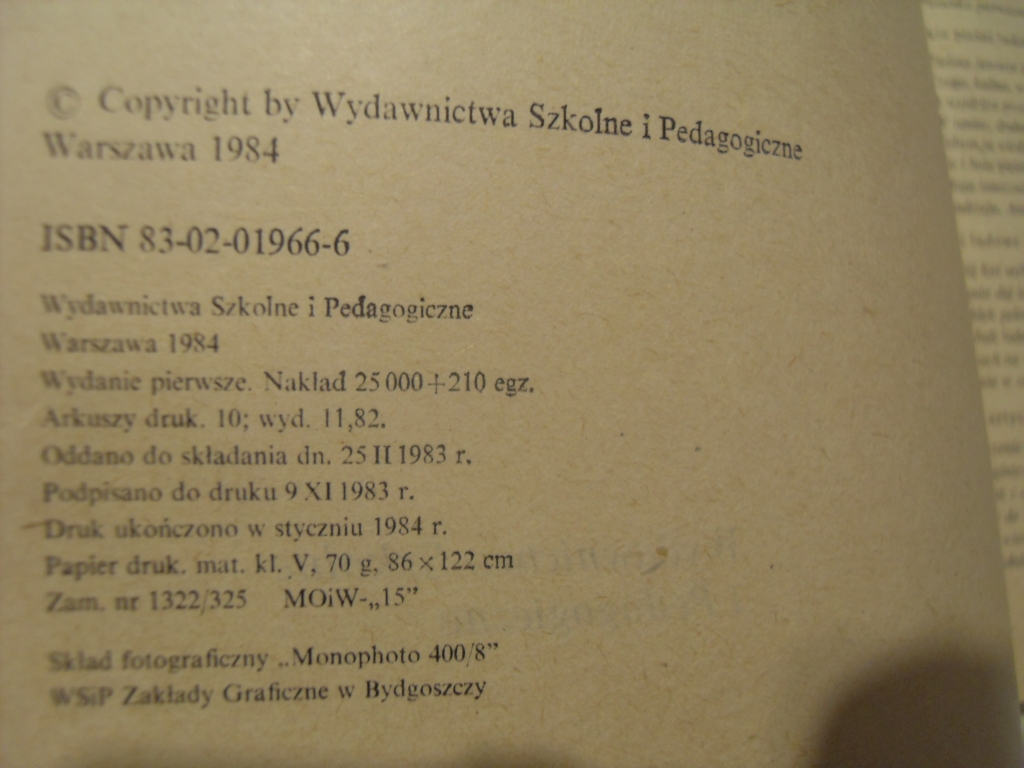 © Copyright by Wydawnictwa Szkolne i Pedagogiczne
Warszawa 1984
ISBN 83-02-01966-6
Wydawnictwa Szkolne i Pedagogiczne
Warszawa 1984
Wydanie pierwsze. Nakład 25 000+210 egz.
Arkuszy druk. 10; wyd. 11,82.
Oddano do składania dn. 25 II 1983 r.
Podpisano do druku 9 XI 1983 r.
Druk ukończono w styczniu 1984 r.
Papier druk. mat. kl. V, 70 g, 86×122 cm
Zam. nr 1322/325 MOiW-„15”
Skład fotograficzny „Monophoto 400/8”
WSiP Zakłady Graficzne w Bydgoszczy